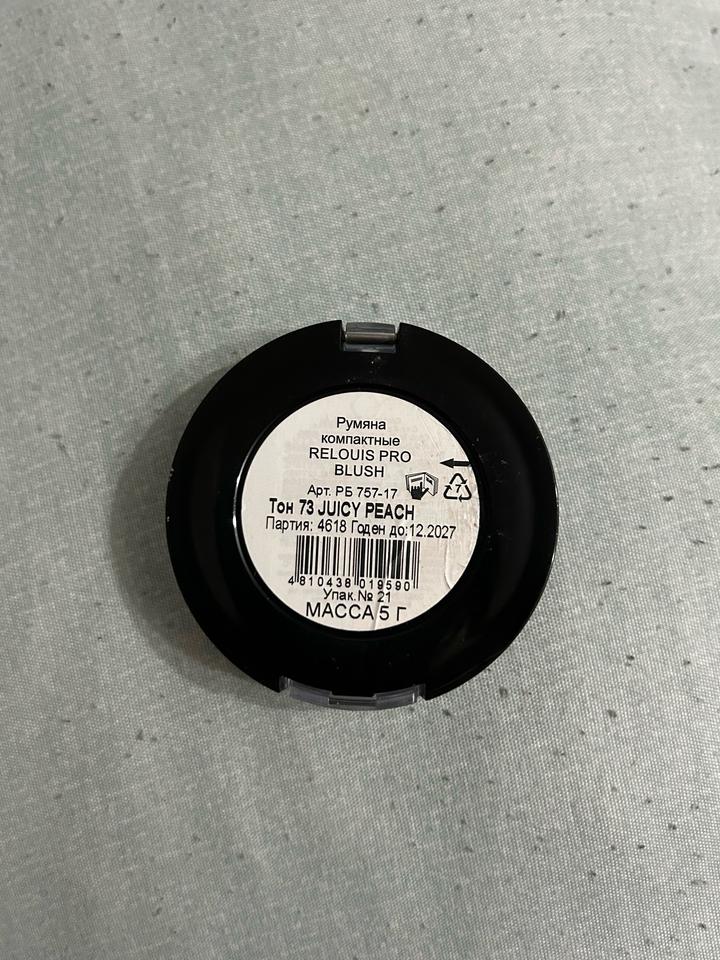 Румяна
компактные
RELOUIS PRO
BLUSH
Арт. РБ 757-17
Тон 73 JUICY PEACH
Партия: 4618 Годен до:12.2027
4 810438 019590
Упак.№ 21
МАССА 5 Г
7